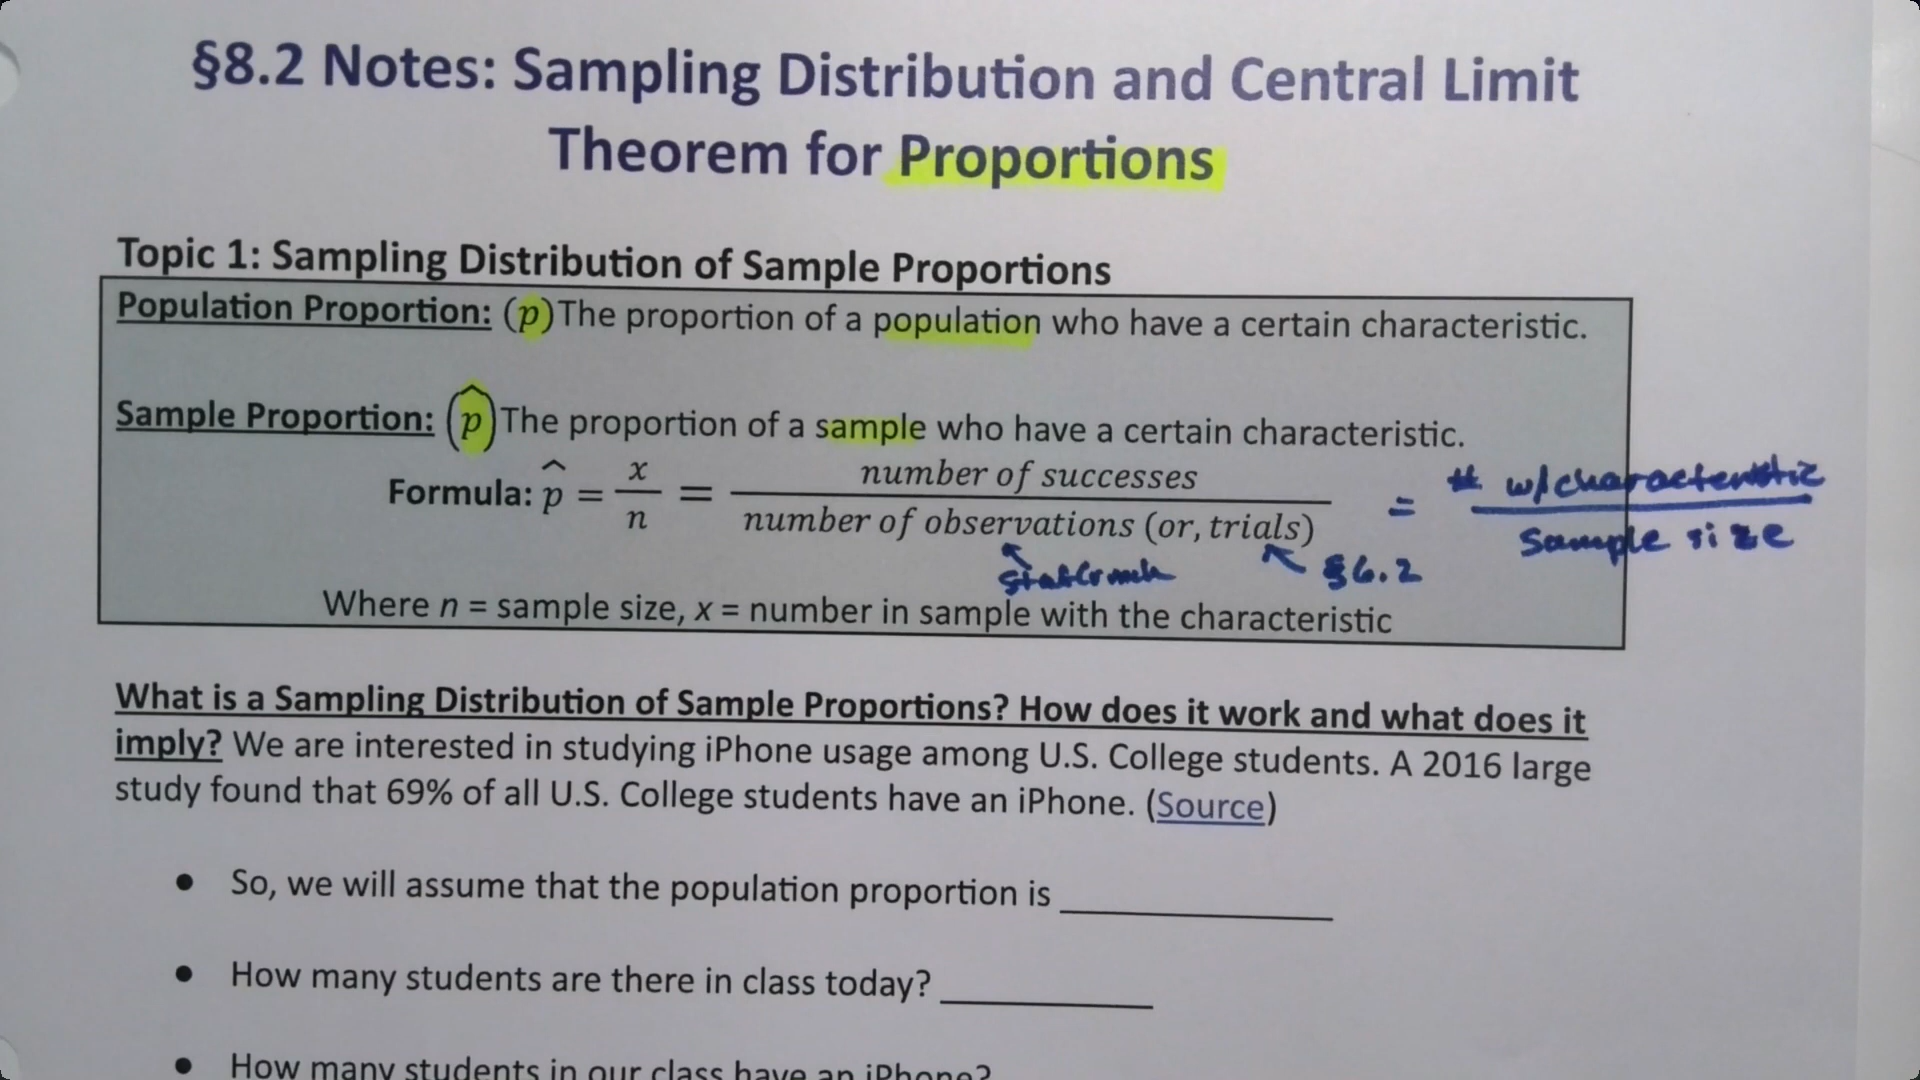 §8.2 Notes: Sampling Distribution and Central Limit
Theorem for Proportions
Topic 1: Sampling Distribution of Sample Proportions
Population Proportion: (p) The proportion of a population who have a certain characteristic.
Sample Proportion: (p̂) The proportion of a sample who have a certain characteristic.
Formula: p̂ = x/n = number of successes / number of observations (or, trials) = # w/characteristic / Sample size
StatCrunch §6.2
Where n = sample size, x = number in sample with the characteristic
What is a Sampling Distribution of Sample Proportions? How does it work and what does it
imply? We are interested in studying iPhone usage among U.S. College students. A 2016 large
study found that 69% of all U.S. College students have an iPhone. (Source)
• So, we will assume that the population proportion is ____________
• How many students are there in class today? ____________
• How many students in our class have an iPhone?